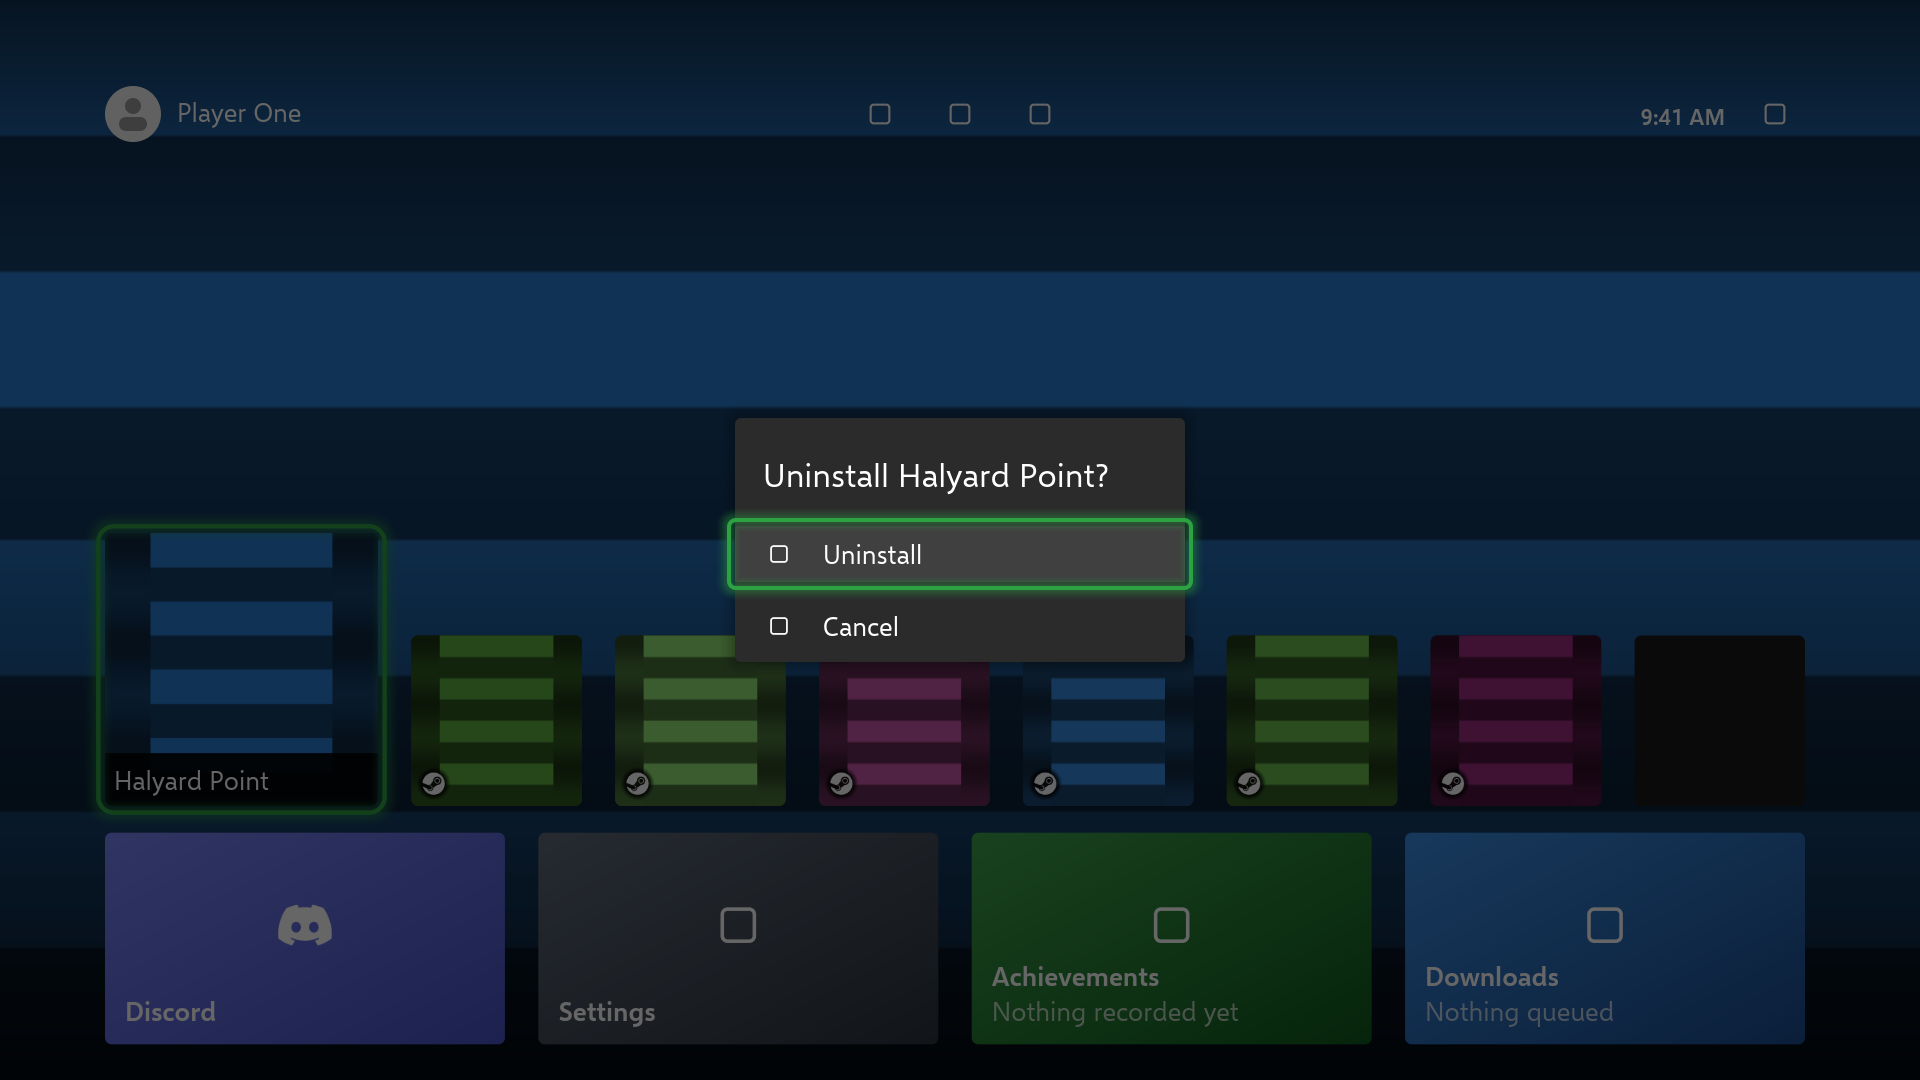 Player One
9:41 AM
Uninstall Halyard Point?
Uninstall
Cancel
Halyard Point
Discord
Settings
Achievements
Nothing recorded yet
Downloads
Nothing queued